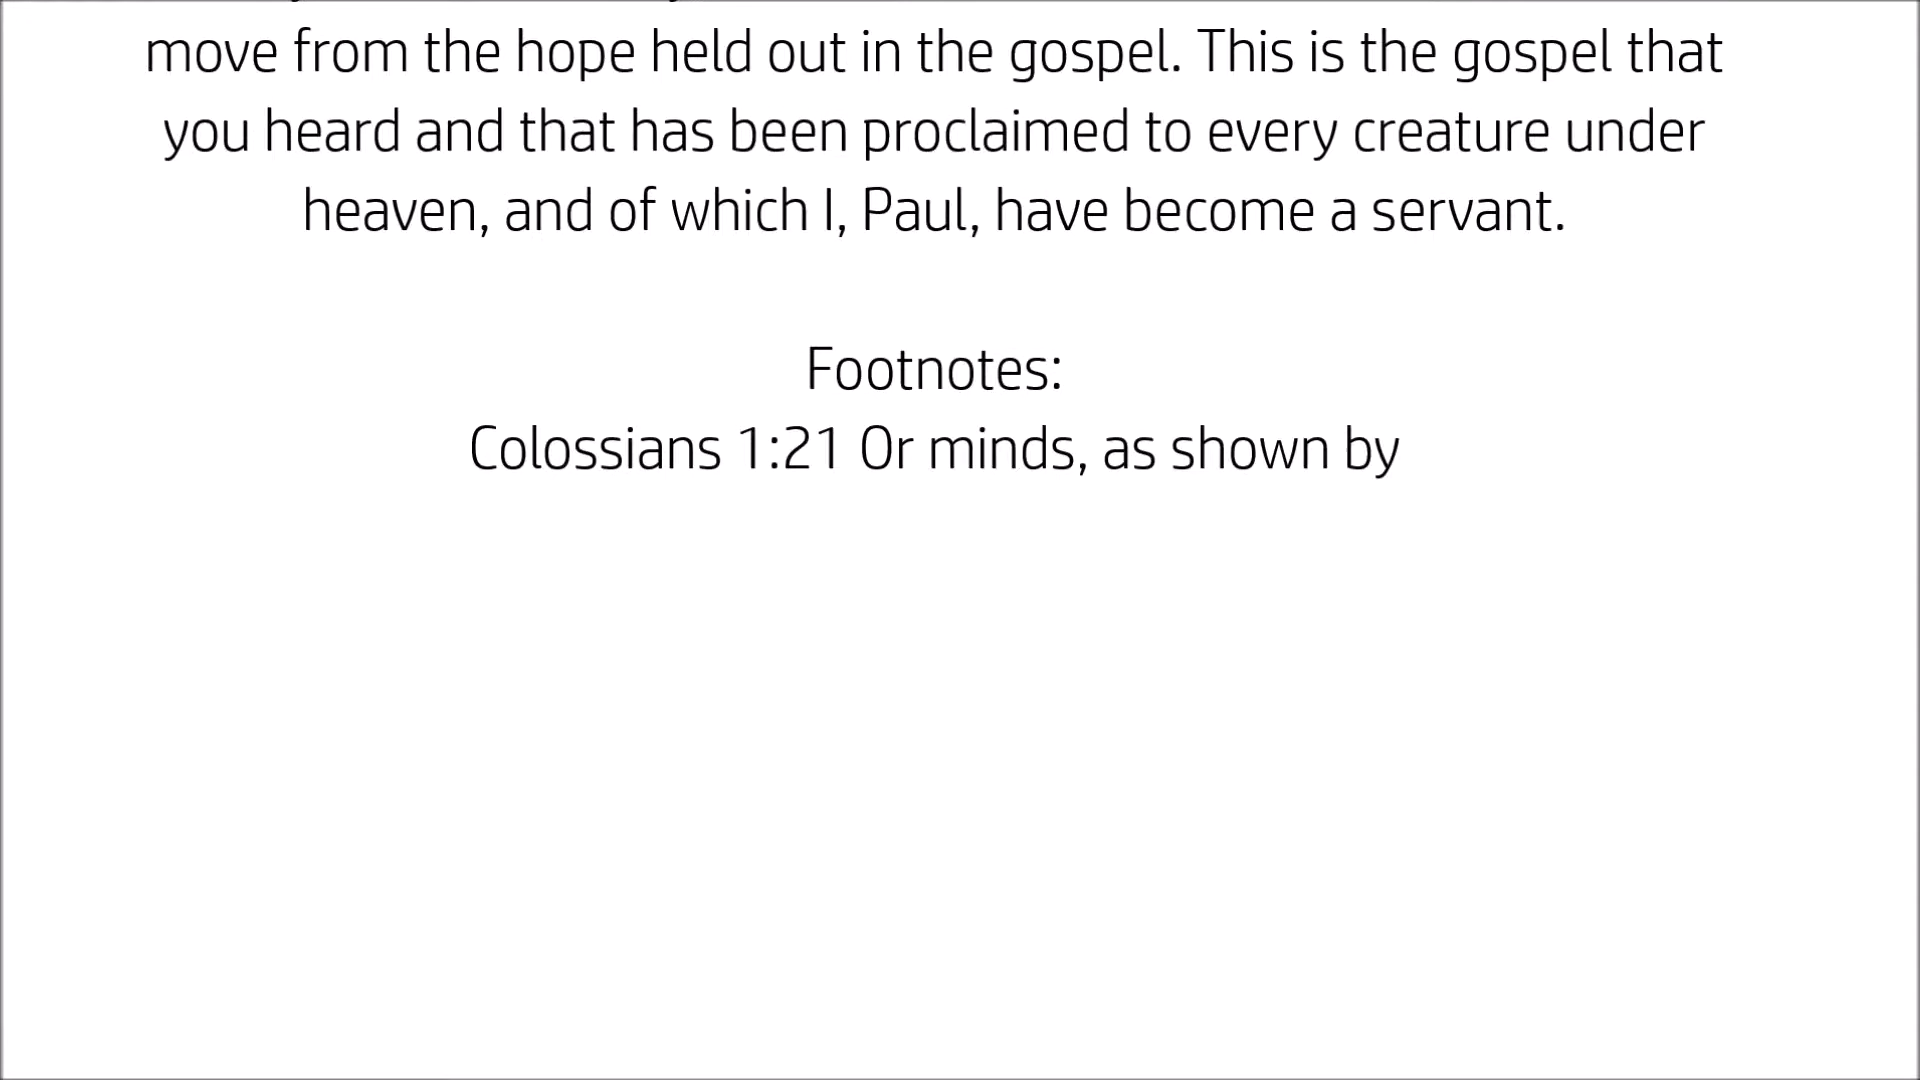 move from the hope held out in the gospel. This is the gospel that
you heard and that has been proclaimed to every creature under
heaven, and of which I, Paul, have become a servant.
Footnotes:
Colossians 1:21 Or minds, as shown by